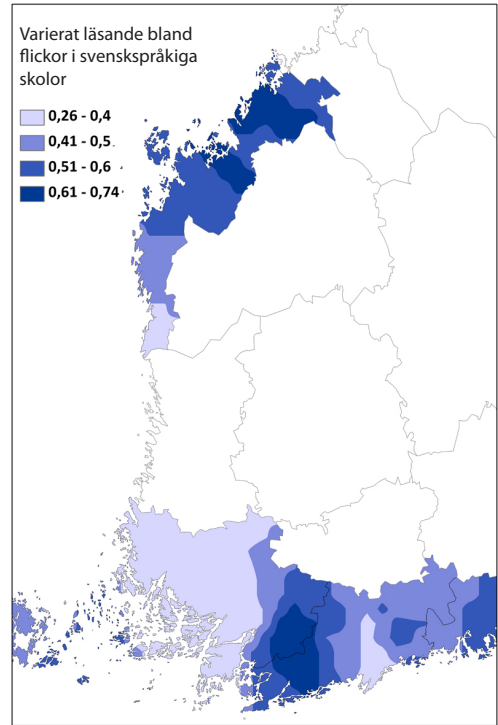 Varierat läsande bland
flickor i svenskspråkiga
skolor
0,26 - 0,4
0,41 - 0,5
0,51 - 0,6
0,61 - 0,74